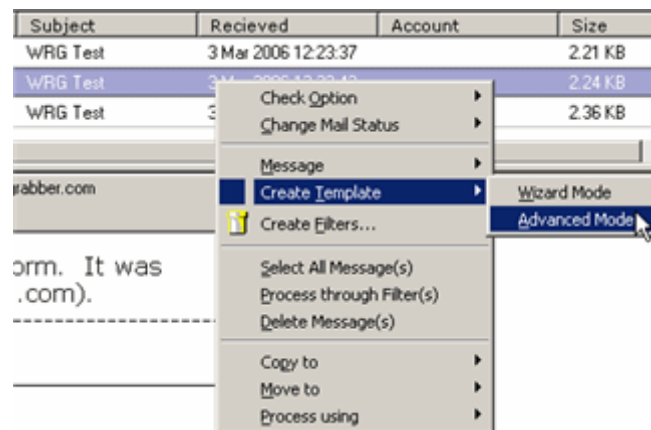 Subject Recieved Account Size
WRG Test 3 Mar 2006 12:23:37 2.21 KB
WRG Test 2.24 KB
WRG Test 2.36 KB
Check Option
Change Mail Status
Message
rabber.com
Create Template Wizard Mode
Create Filters... Advanced Mode
orm. It was
.com).
Select All Message(s)
Process through Filter(s)
Delete Message(s)
Copy to
Move to
Process using